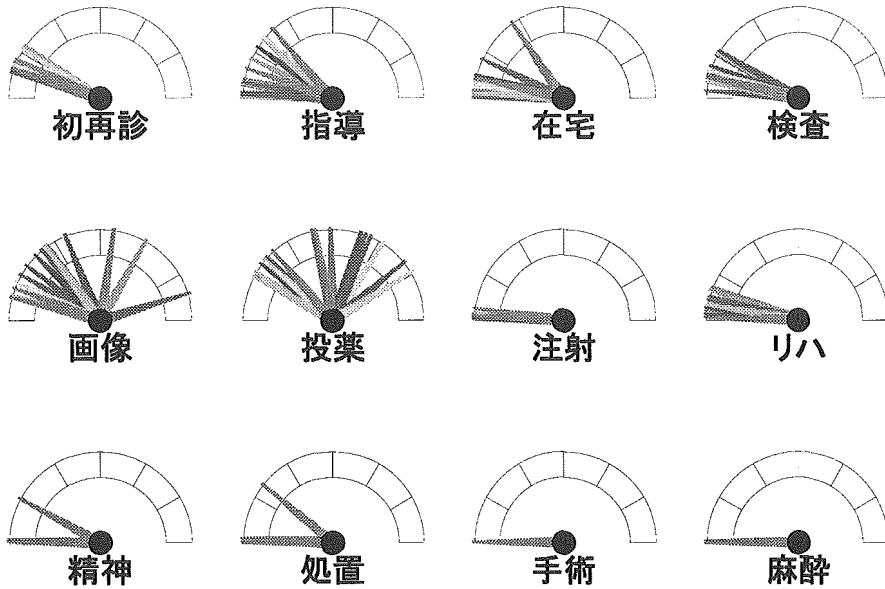 初再診
指導
在宅
検査
画像
投薬
注射
リハ
精神
処置
手術
麻酔